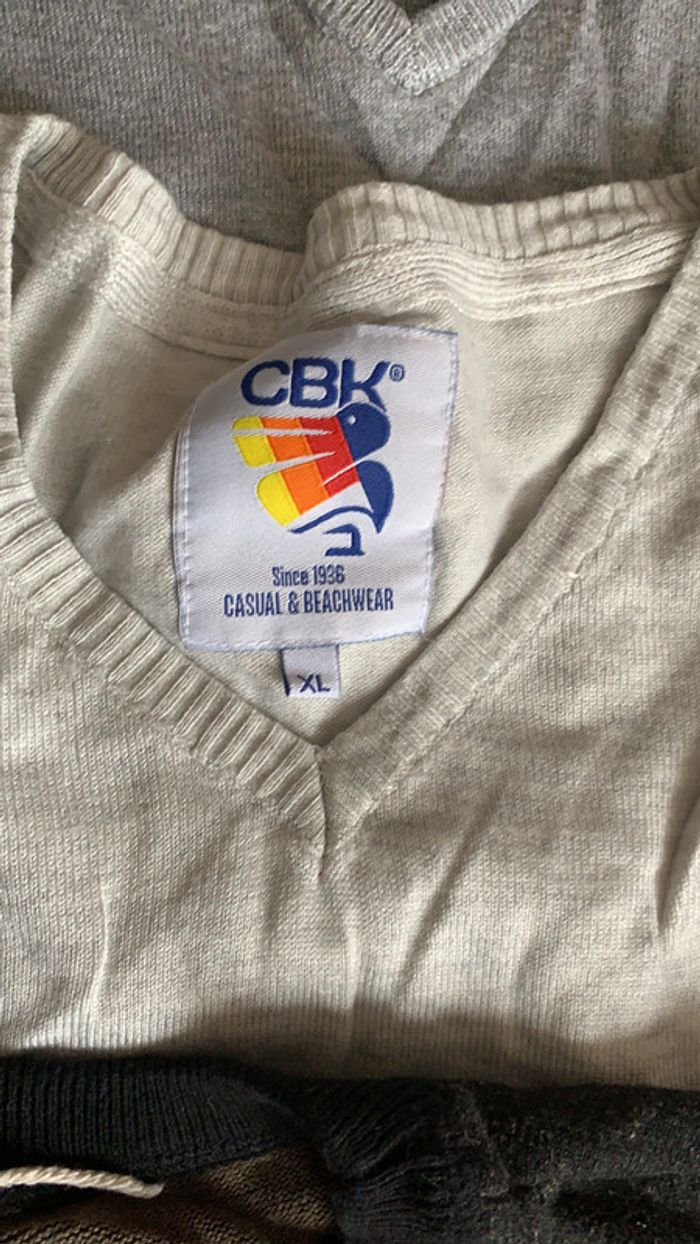 CBK®
Since 1936
CASUAL & BEACHWEAR
XL